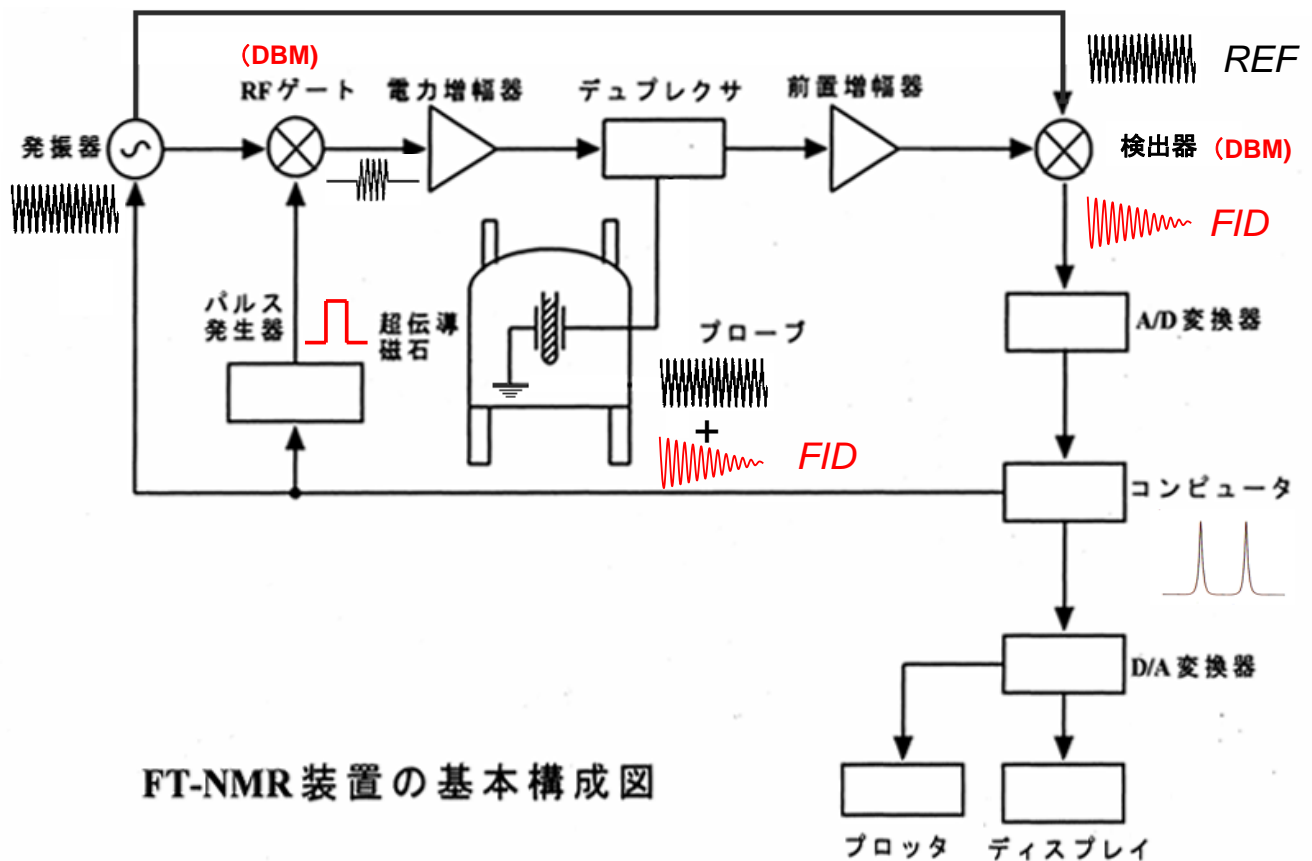 (DBM)
RFゲート
電力増幅器
デュプレクサ
前置増幅器
REF
発振器
検出器 (DBM)
FID
パルス
発生器
超伝導
磁石
プローブ
A/D変換器
+
FID
コンピュータ
D/A変換器
FT-NMR装置の基本構成図
プロッタ
ディスプレイ